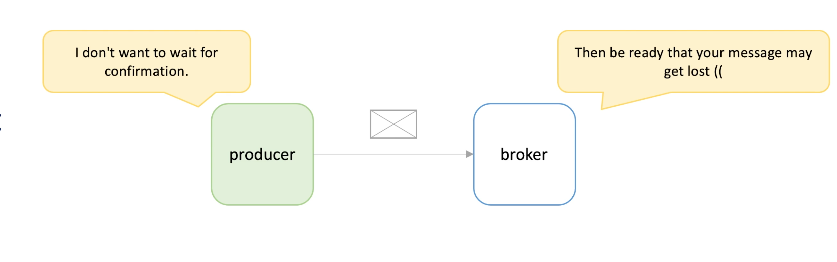 I don't want to wait for
confirmation.
Then be ready that your message may
get lost ((
producer
broker